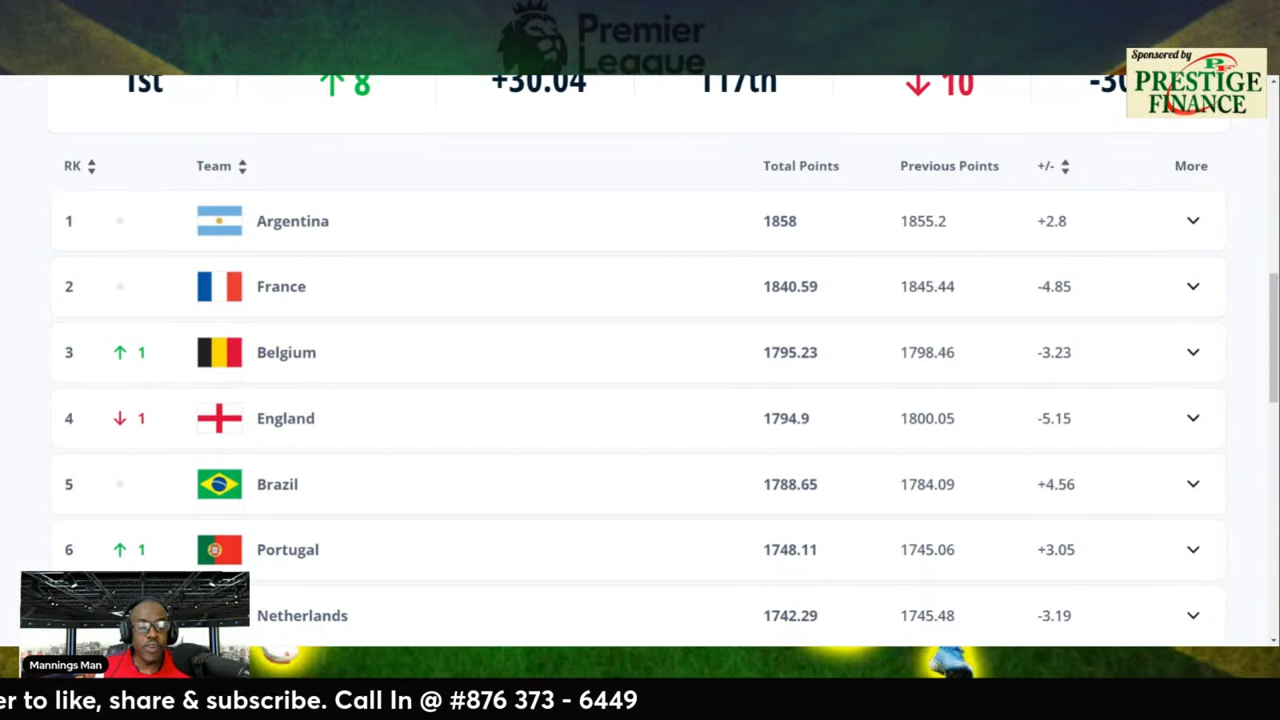 Premier
League
Sponsored by
PF
PRESTIGE
FINANCE
1st ↑ 8 +30.04 117th ↓ 10
RK Team Total Points Previous Points +/- More
1 Argentina 1858 1855.2 +2.8
2 France 1840.59 1845.44 -4.85
3 ↑ 1 Belgium 1795.23 1798.46 -3.23
4 ↓ 1 England 1794.9 1800.05 -5.15
5 Brazil 1788.65 1784.09 +4.56
6 ↑ 1 Portugal 1748.11 1745.06 +3.05
Netherlands 1742.29 1745.48 -3.19
Mannings Man
er to like, share & subscribe. Call In @ #876 373 - 6449